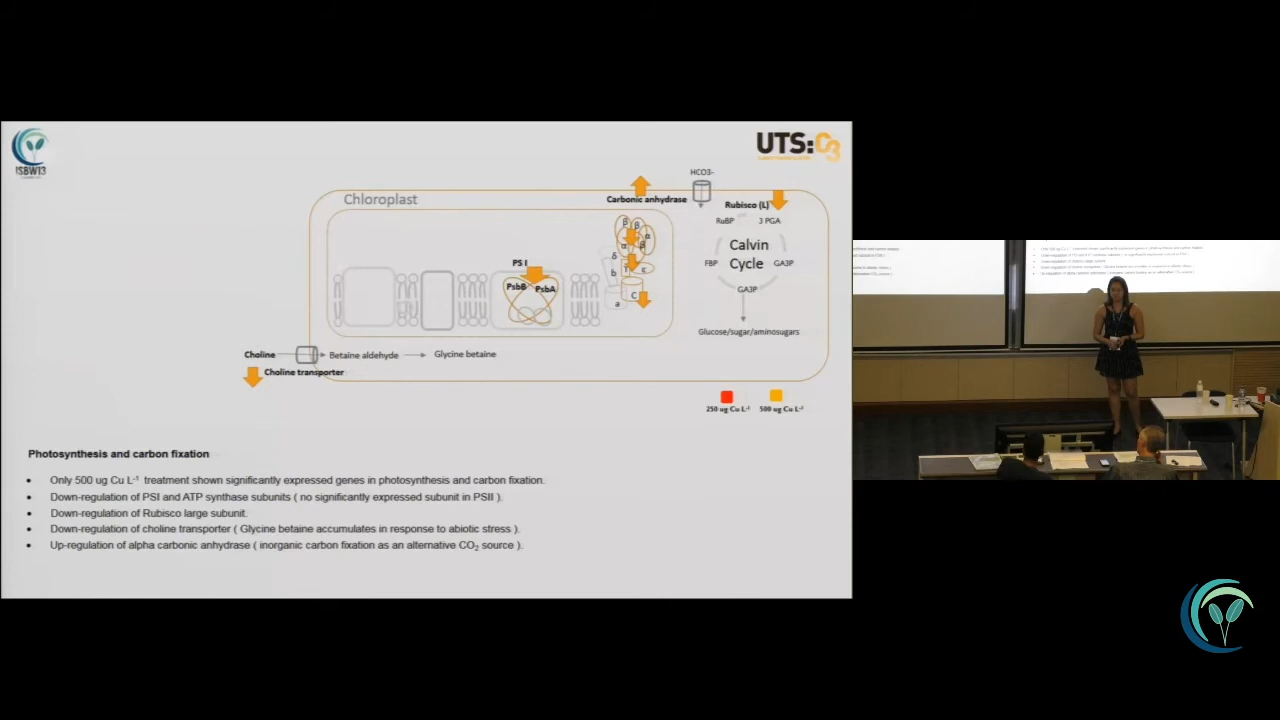 ISBW13
UTS:C3
HCO3-
Chloroplast
Carbonic anhydrase
Rubisco (L)
RuBP
3 PGA
β
β
α
α
β
Calvin
Cycle
FBP
GA3P
GA3P
δ
γ
ε
b
PS I
PsbB
PsbA
C
a
Glucose/sugar/aminosugars
Choline
Betaine aldehyde
Glycine betaine
Choline transporter
250 ug Cu L⁻¹
500 ug Cu L⁻¹
Photosynthesis and carbon fixation
• Only 500 ug Cu L⁻¹ treatment shown significantly expressed genes in photosynthesis and carbon fixation.
• Down-regulation of PSI and ATP synthase subunits ( no significantly expressed subunit in PSII ).
• Down-regulation of Rubisco large subunit.
• Down-regulation of choline transporter ( Glycine betaine accumulates in response to abiotic stress ).
• Up-regulation of alpha carbonic anhydrase ( inorganic carbon fixation as an alternative CO₂ source ).